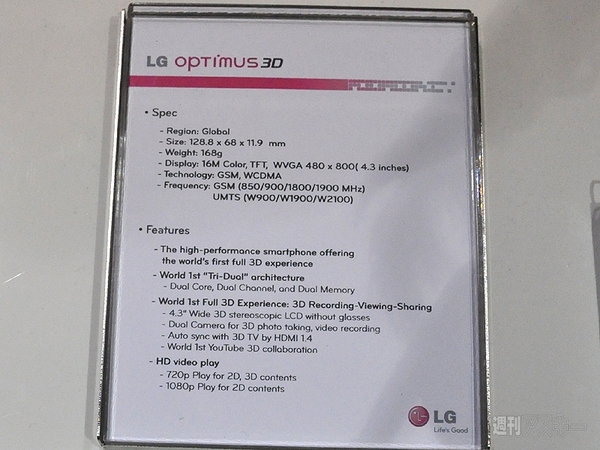 LG OPTIMUS 3D
• Spec
- Region: Global
- Size: 128.8 x 68 x 11.9 mm
- Weight: 168g
- Display: 16M Color, TFT, WVGA 480 x 800( 4.3 inches)
- Technology: GSM, WCDMA
- Frequency: GSM (850/900/1800/1900 MHz)
UMTS (W900/W1900/W2100)
• Features
- The high-performance smartphone offering
the world's first full 3D experience
- World 1st "Tri-Dual" architecture
- Dual Core, Dual Channel, and Dual Memory
- World 1st Full 3D Experience: 3D Recording-Viewing-Sharing
- 4.3" Wide 3D stereoscopic LCD without glasses
- Dual Camera for 3D photo taking, video recording
- Auto sync with 3D TV by HDMI 1.4
- World 1st YouTube 3D collaboration
- HD video play
- 720p Play for 2D, 3D contents
- 1080p Play for 2D contents
LG
Life's Good
週刊